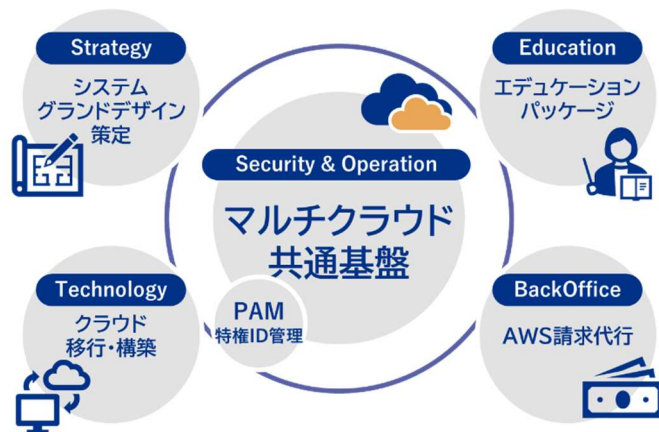 Strategy
システム
グランドデザイン
策定
Education
エデュケーション
パッケージ
Security & Operation
マルチクラウド
共通基盤
PAM
特権ID管理
Technology
クラウド
移行・構築
BackOffice
AWS請求代行